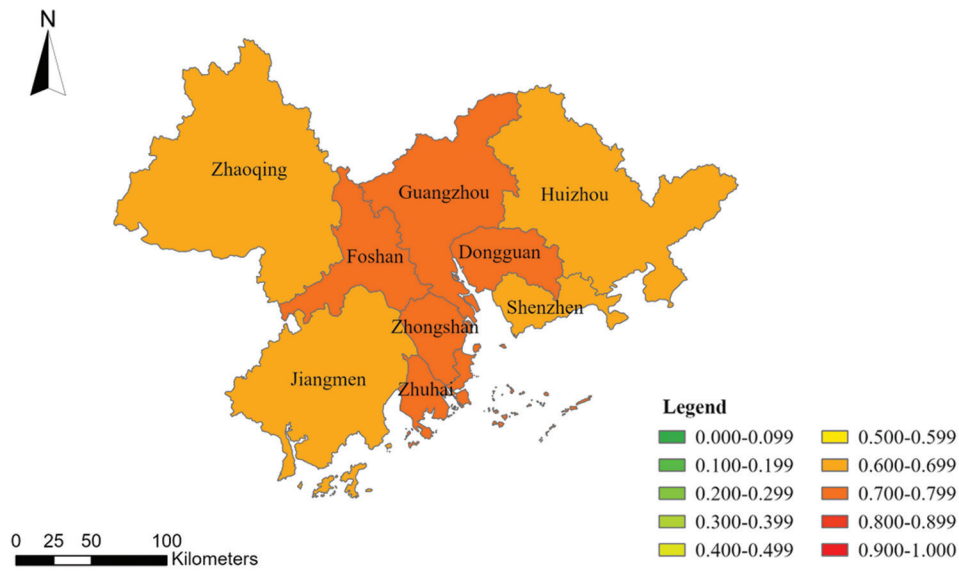 N
Zhaoqing
Guangzhou
Huizhou
Foshan
Dongguan
Shenzhen
Zhongshan
Jiangmen
Zhuhai
Legend
0.000-0.099
0.100-0.199
0.200-0.299
0.300-0.399
0.400-0.499
0.500-0.599
0.600-0.699
0.700-0.799
0.800-0.899
0.900-1.000
0 25 50 100
Kilometers